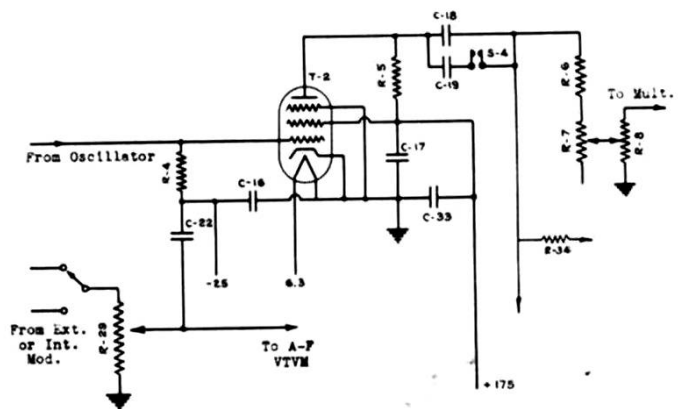 C-18
T-2
R-5
S-4
C-19
R-6
To Mult.
From Oscillator
R-4
C-17
R-7
R-8
C-16
C-33
C-22
-25
6.3
R-34
From Ext.
or Int.
Mod.
R-29
To A-F
VTVM
+175